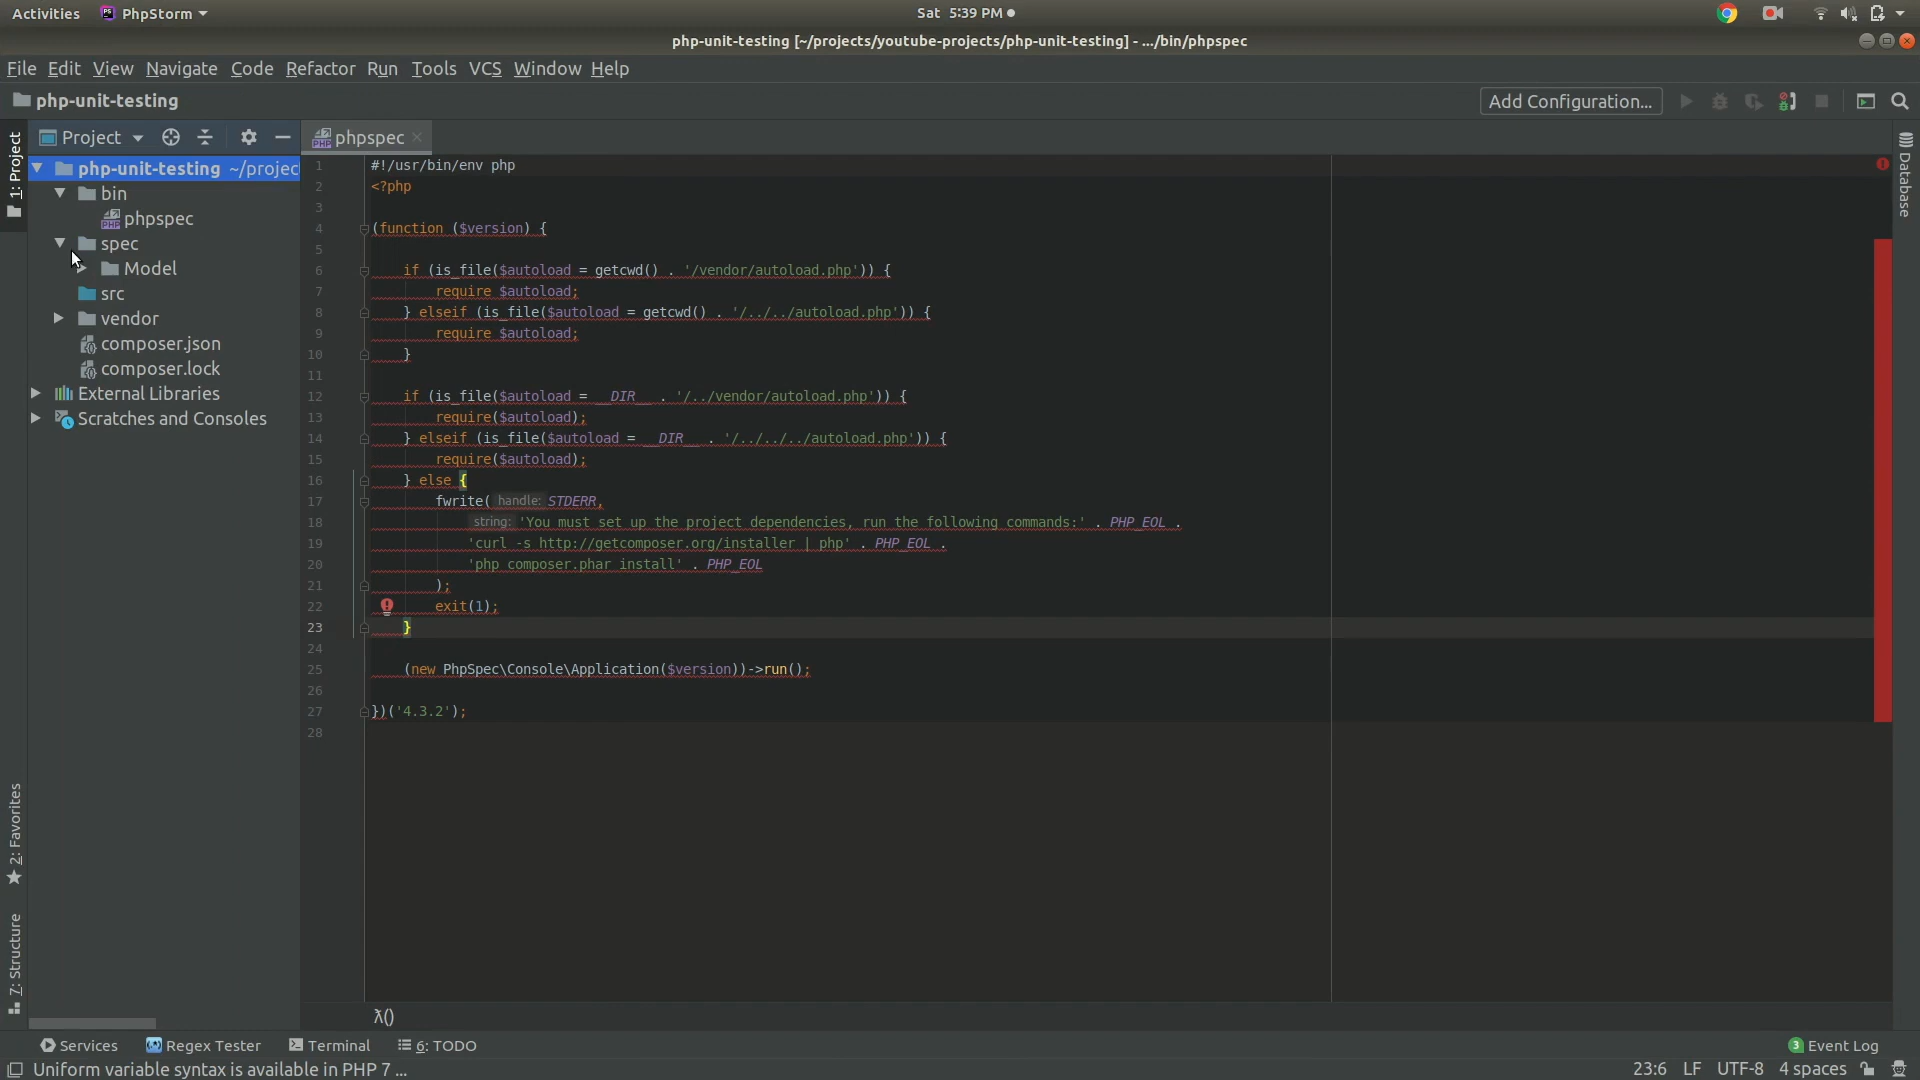 Activities PhpStorm Sat 5:39 PM
php-unit-testing [~/projects/youtube-projects/php-unit-testing] - .../bin/phpspec
File Edit View Navigate Code Refactor Run Tools VCS Window Help
php-unit-testing Add Configuration...
1: Project
2: Favorites
7: Structure
Project
php-unit-testing ~/projec
bin
phpspec
spec
Model
src
vendor
composer.json
composer.lock
External Libraries
Scratches and Consoles
phpspec
1 #!/usr/bin/env php
2 <?php
3
4 (function ($version) {
5
6 if (is_file($autoload = getcwd() . '/vendor/autoload.php')) {
7 require $autoload;
8 } elseif (is_file($autoload = getcwd() . '/../../autoload.php')) {
9 require $autoload;
10 }
11
12 if (is_file($autoload = __DIR__ . '/../vendor/autoload.php')) {
13 require($autoload);
14 } elseif (is_file($autoload = __DIR__ . '/../../../autoload.php')) {
15 require($autoload);
16 } else {
17 fwrite( handle: STDERR,
18 string: 'You must set up the project dependencies, run the following commands:' . PHP_EOL .
19 'curl -s http://getcomposer.org/installer | php' . PHP_EOL .
20 'php composer.phar install' . PHP_EOL
21 );
22 exit(1);
23 }
24
25 (new PhpSpec\Console\Application($version))->run();
26
27 })('4.3.2');
28
λ()
Database
Services Regex Tester Terminal 6: TODO 3 Event Log
Uniform variable syntax is available in PHP 7 ... 23:6 LF UTF-8 4 spaces